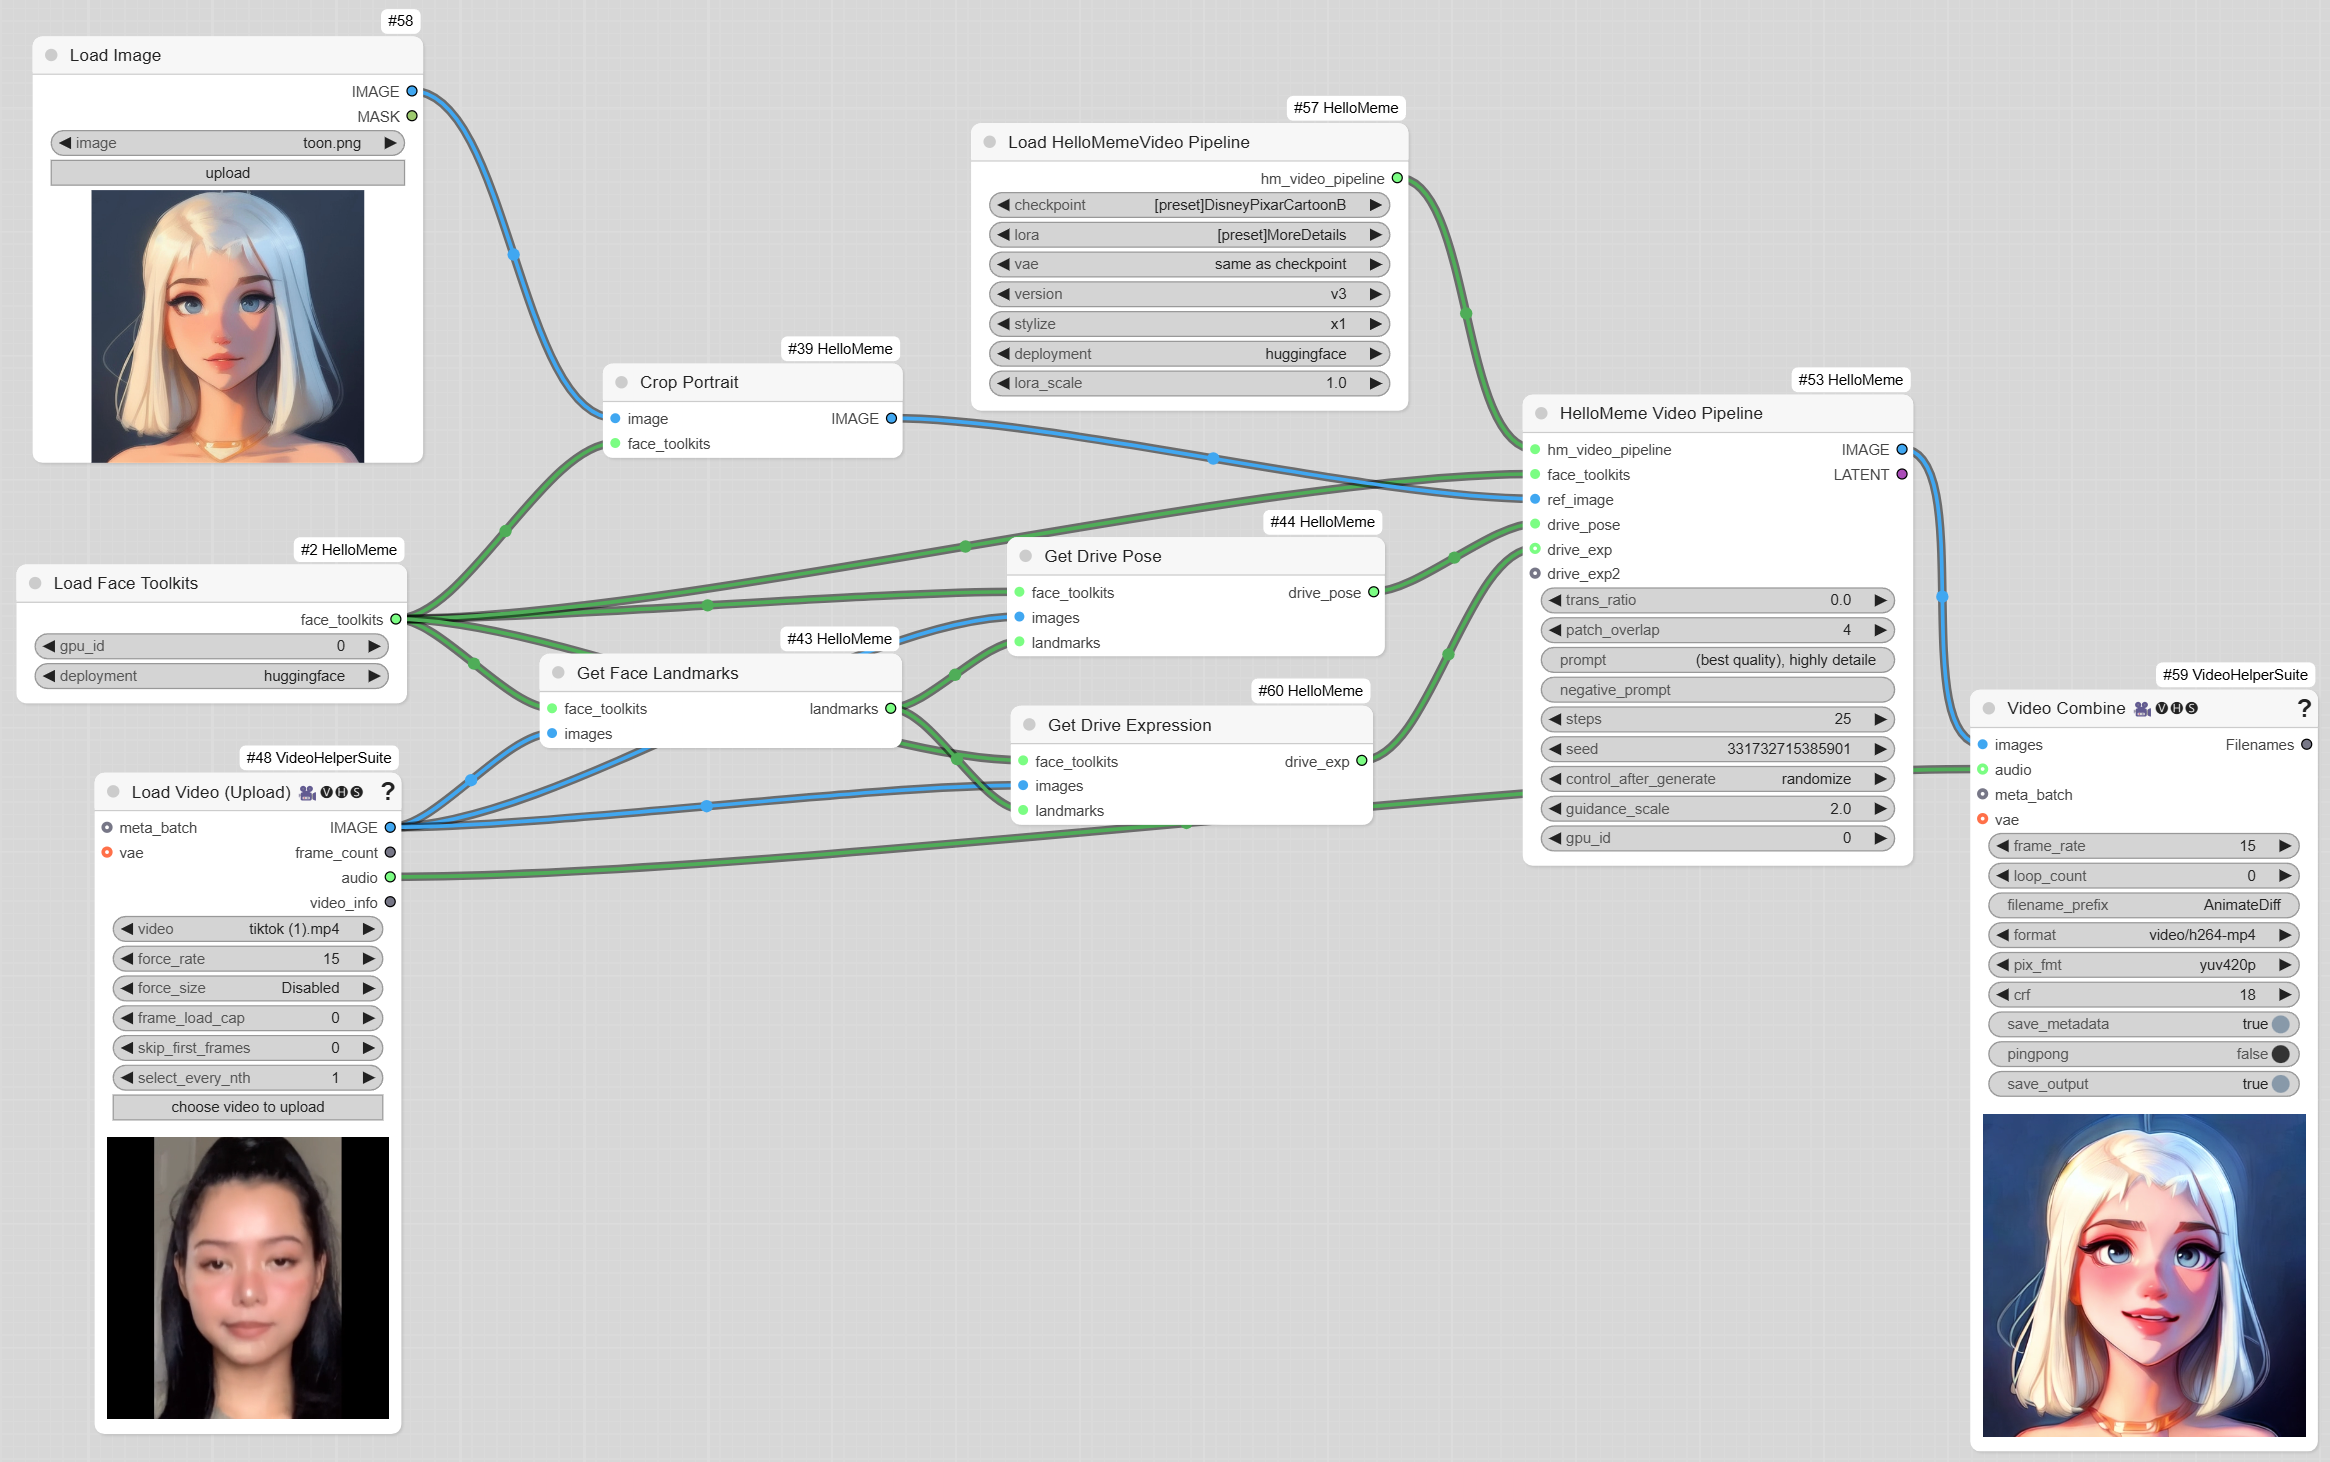 #58
Load Image
IMAGE
MASK
image toon.png
upload
#57 HelloMeme
Load HelloMemeVideo Pipeline
hm_video_pipeline
checkpoint [preset]DisneyPixarCartoonB
lora [preset]MoreDetails
vae same as checkpoint
version v3
stylize x1
deployment huggingface
lora_scale 1.0
#39 HelloMeme
Crop Portrait
image IMAGE
face_toolkits
#53 HelloMeme
HelloMeme Video Pipeline
hm_video_pipeline IMAGE
face_toolkits LATENT
ref_image
drive_pose
drive_exp
drive_exp2
trans_ratio 0.0
patch_overlap 4
prompt (best quality), highly detaile
negative_prompt
steps 25
seed 331732715385901
control_after_generate randomize
guidance_scale 2.0
gpu_id 0
#2 HelloMeme
Load Face Toolkits
face_toolkits
gpu_id 0
deployment huggingface
#44 HelloMeme
Get Drive Pose
face_toolkits drive_pose
images
landmarks
#43 HelloMeme
Get Face Landmarks
face_toolkits landmarks
images
#60 HelloMeme
Get Drive Expression
face_toolkits drive_exp
images
landmarks
#48 VideoHelperSuite
Load Video (Upload) VHS ?
meta_batch IMAGE
vae frame_count
audio
video_info
video tiktok (1).mp4
force_rate 15
force_size Disabled
frame_load_cap 0
skip_first_frames 0
select_every_nth 1
choose video to upload
#59 VideoHelperSuite
Video Combine VHS ?
images Filenames
audio
meta_batch
vae
frame_rate 15
loop_count 0
filename_prefix AnimateDiff
format video/h264-mp4
pix_fmt yuv420p
crf 18
save_metadata true
pingpong false
save_output true